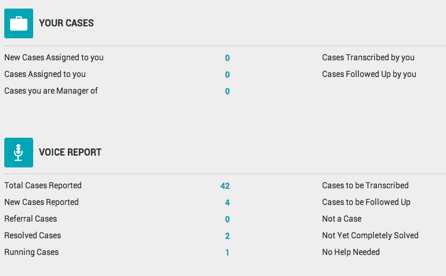 YOUR CASES
New Cases Assigned to you 0 Cases Transcribed by you
Cases Assigned to you 0 Cases Followed Up by you
Cases you are Manager of 0
VOICE REPORT
Total Cases Reported 42 Cases to be Transcribed
New Cases Reported 4 Cases to be Followed Up
Referral Cases 0 Not a Case
Resolved Cases 2 Not Yet Completely Solved
Running Cases 1 No Help Needed